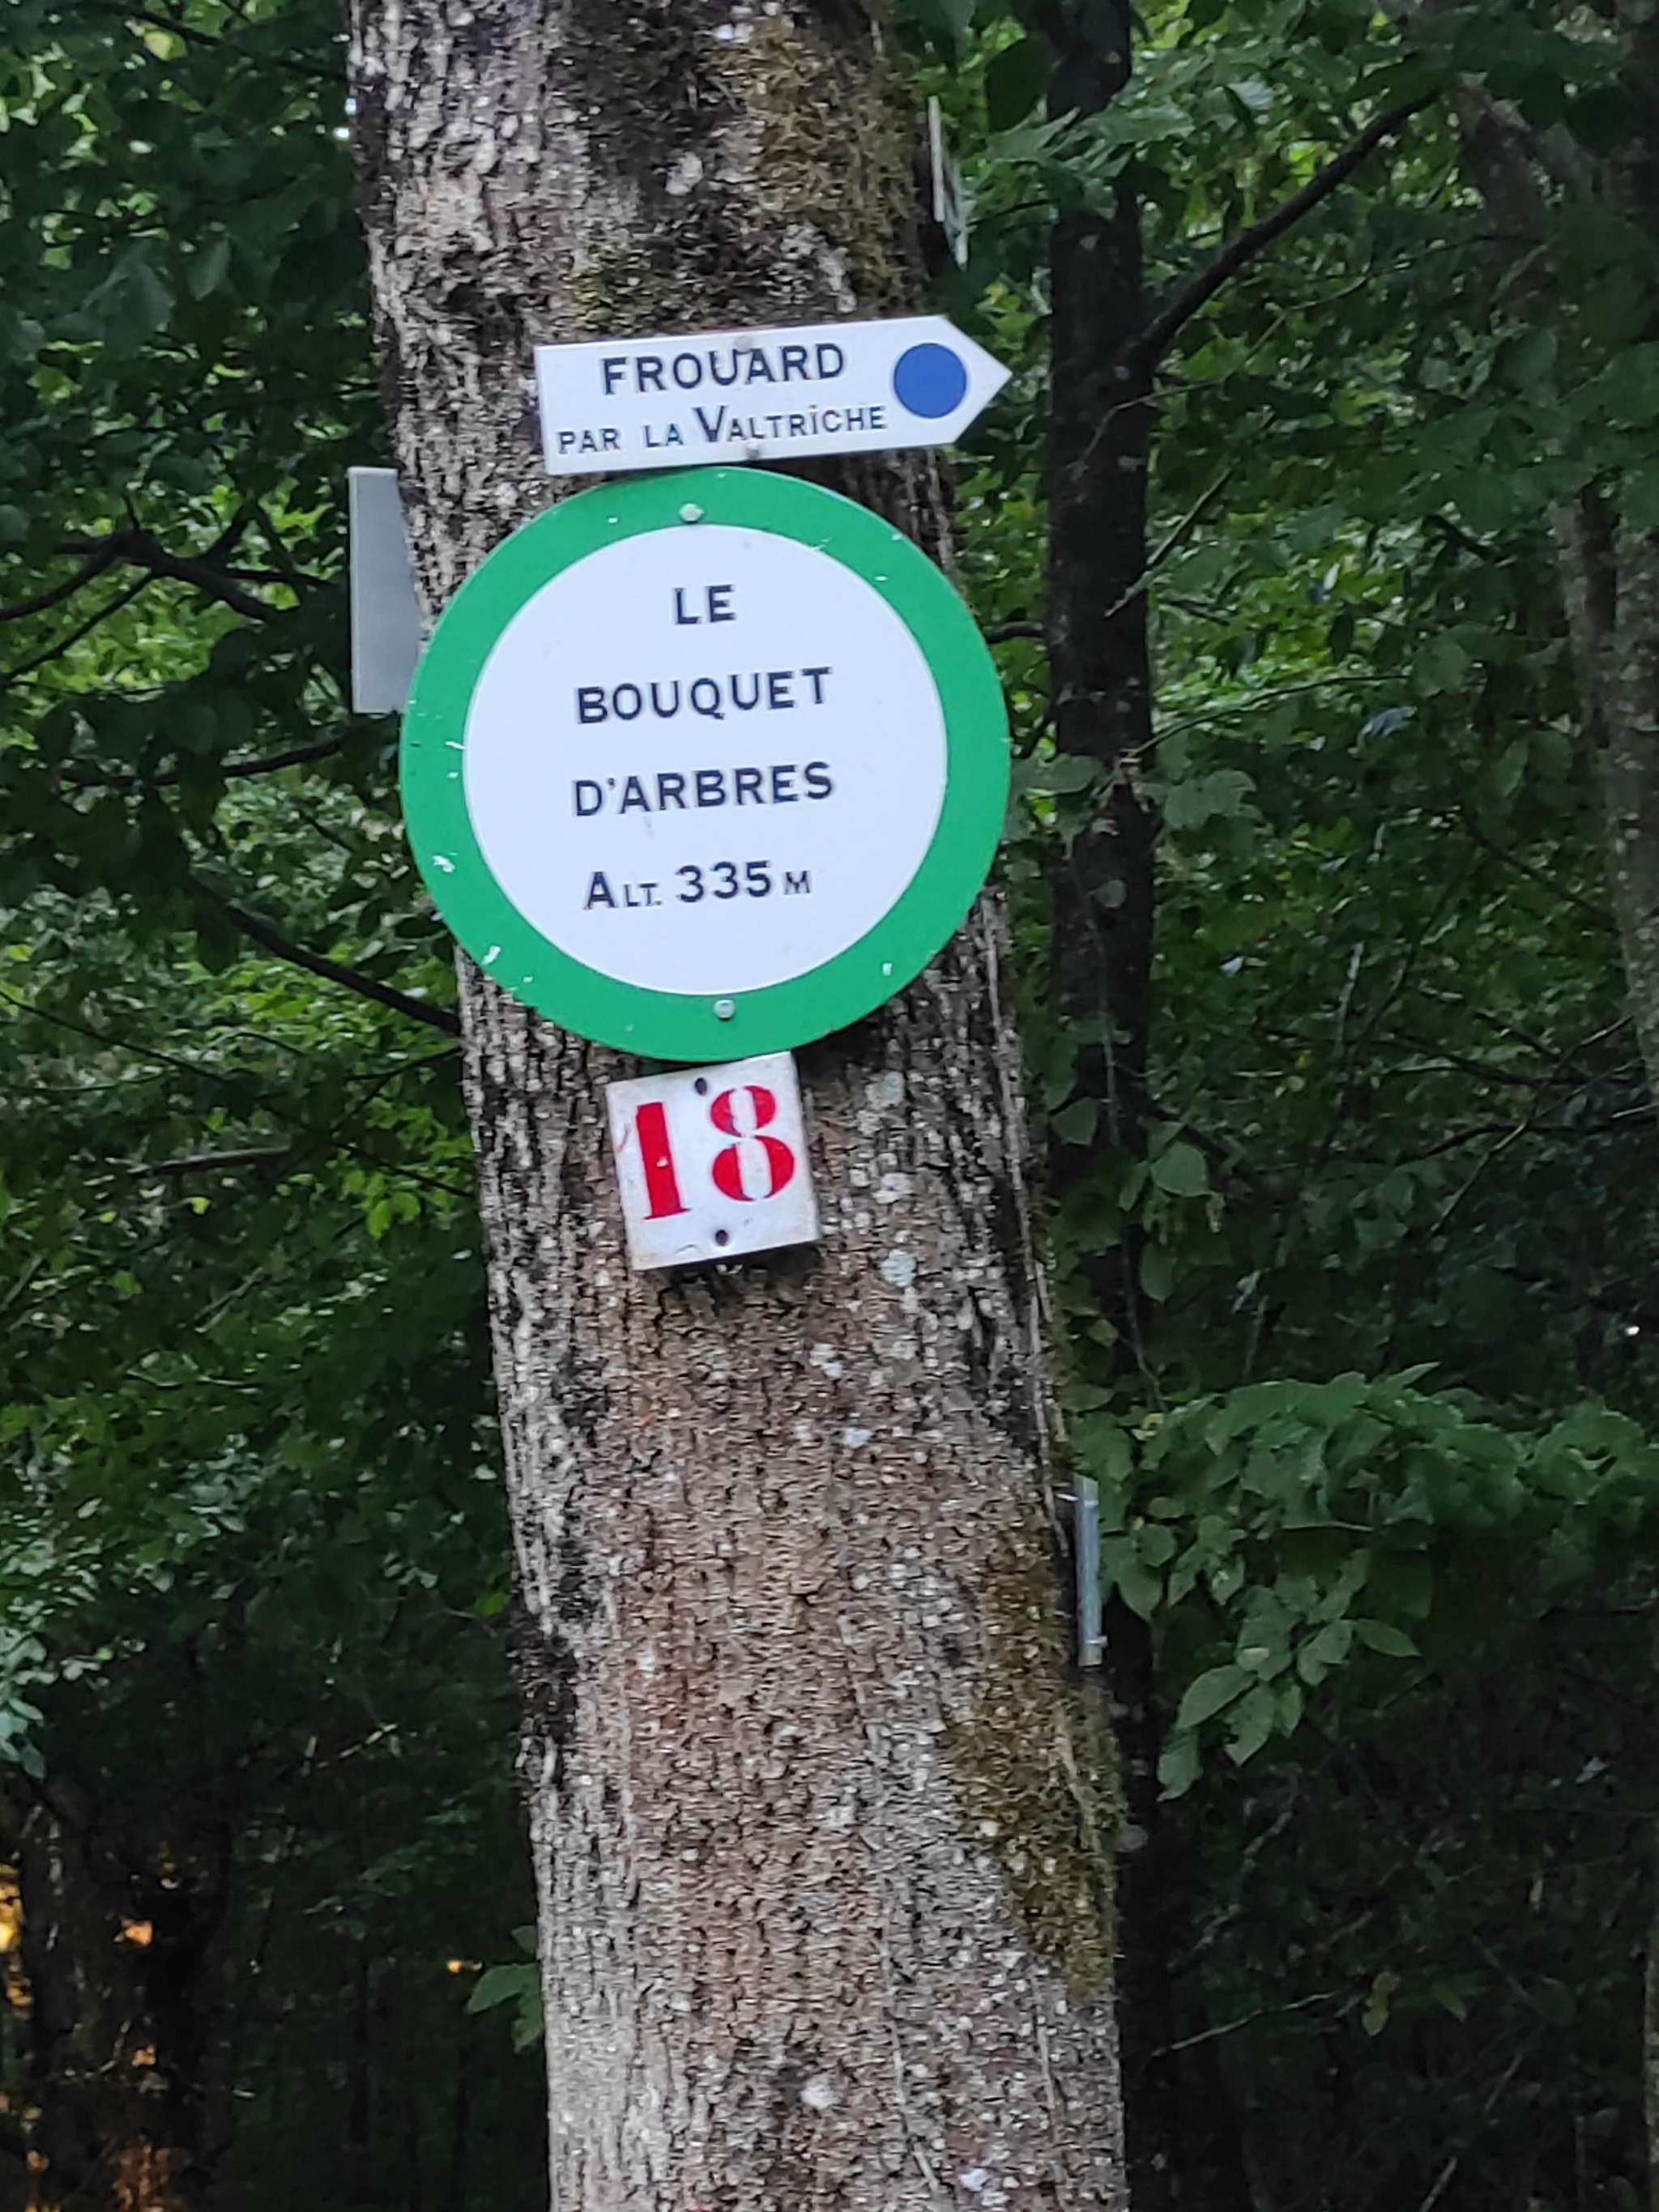 FROUARD
PAR LA VALTRICHE
LE
BOUQUET
D'ARBRES
ALT. 335 M
18